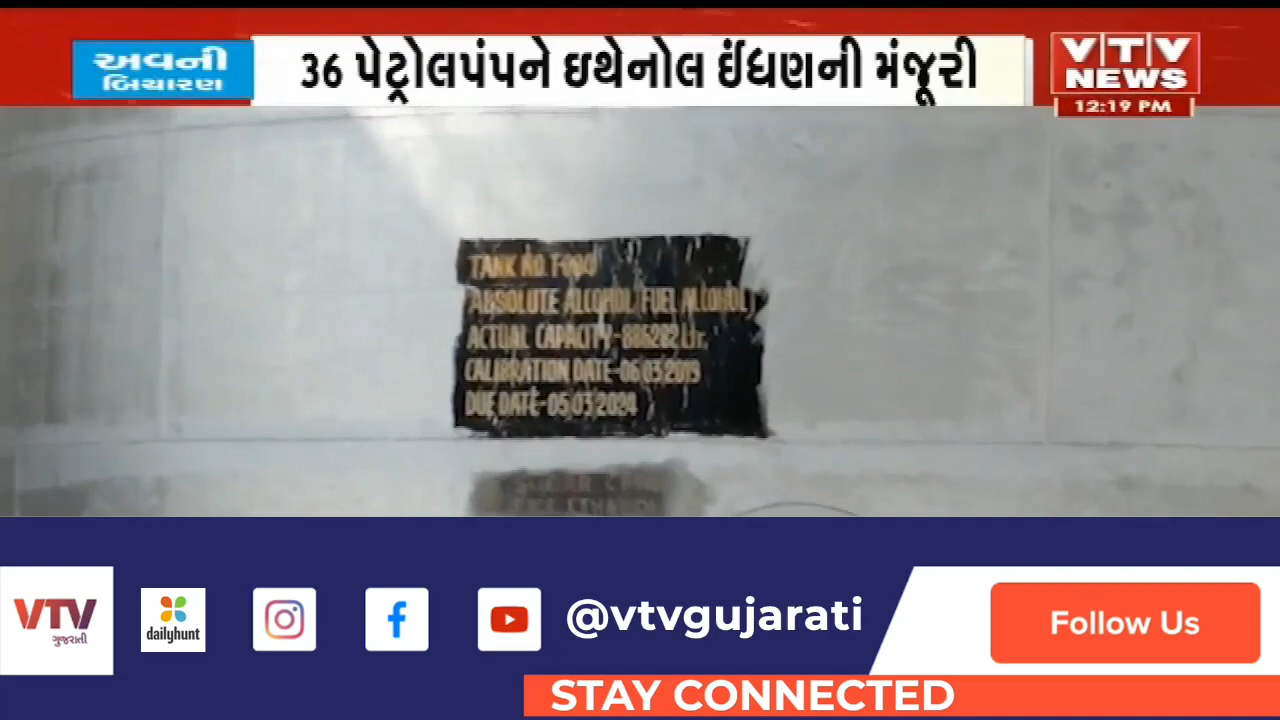 અવની
બિચારણ
36 પેટ્રોલપંપને ઇથેનોલ ઈંધણની મંજૂરી
VTV
NEWS
12:19 PM
TANK NO.
ABSOLUTE ALCOHOL (FUEL ALCOHOL)
ACTUAL CAPACITY-886282 Ltr.
CALIBRATION DATE-06.03.2019
DUE DATE-05.03.2024
VTV
ગુજરાતી
dailyhunt
@vtvgujarati
Follow Us
STAY CONNECTED